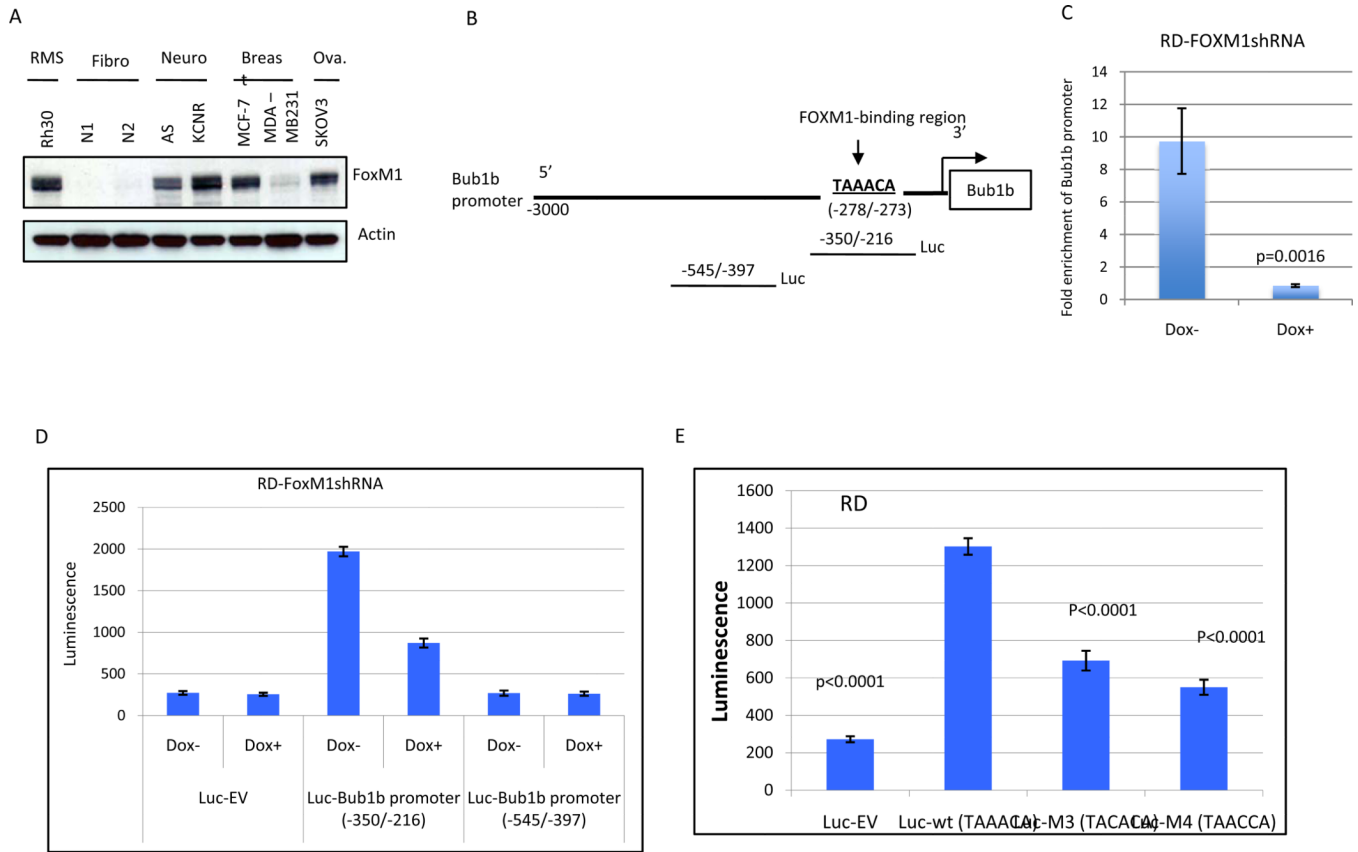 A
RMS Fibro Neuro Breas
t
Ova.
Rh30 N1 N2 AS KCNR MCF-7 MDA – MB231 SKOV3
FoxM1
Actin
B
FOXM1-binding region
5’
3’
Bub1b promoter
-3000
TAAACA
(-278/-273)
Bub1b
-350/-216
Luc
-545/-397
Luc
C
RD-FOXM1shRNA
Fold enrichment of Bub1b promoter
14
12
10
8
6
4
2
0
p=0.0016
Dox- Dox+
D
RD-FoxM1shRNA
Luminescence
2500
2000
1500
1000
500
0
Dox- Dox+ Dox- Dox+ Dox- Dox+
Luc-EV Luc-Bub1b promoter (-350/-216) Luc-Bub1b promoter (-545/-397)
E
RD
Luminescence
1600
1400
1200
1000
800
600
400
200
0
p<0.0001
P<0.0001
P<0.0001
Luc-EV Luc-wt (TAAACA) Luc-M3 (TACACA) Luc-M4 (TAACCA)